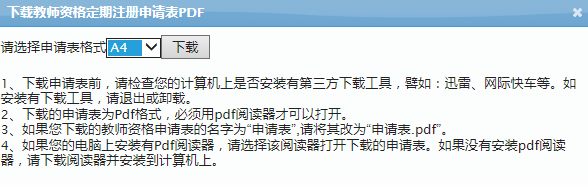 下载教师资格定期注册申请表PDF
请选择申请表格式 A4 下载
1、下载申请表前，请检查您的计算机上是否安装有第三方下载工具，譬如：迅雷、网际快车等。如
安装有下载工具，请退出或卸载。
2、下载的申请表为Pdf格式，必须用pdf阅读器才可以打开。
3、如果您下载的教师资格申请表的名字为“申请表”,请将其改为“申请表.pdf”。
4、如果您的电脑上安装有Pdf阅读器，请选择该阅读器打开下载的申请表。如果没有安装pdf阅读
器，请下载阅读器并安装到计算机上。